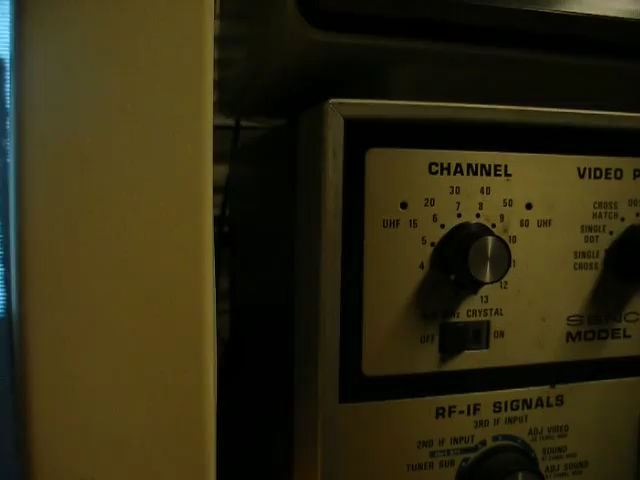 CHANNEL
VIDEO P
30 40
20 7 8 50
UHF 15 6 9 60 UHF
5 10
4
12
13
CROSS HATCH
SINGLE DOT
SINGLE CROSS
CRYSTAL
OFF ON
SENC
MODEL
RF-IF SIGNALS
3RD IF INPUT
2ND IF INPUT
ADJ VIDEO
TUNER SUB
SOUND
ADJ SOUND